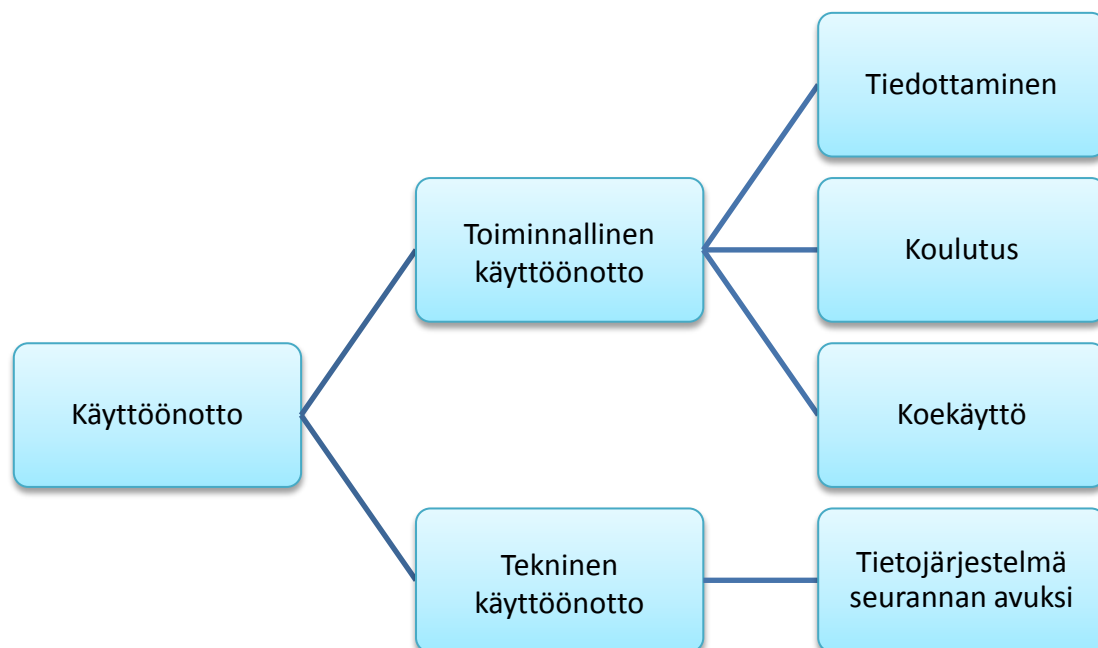 Tiedottaminen
Toiminnallinen
käyttöönotto
Koulutus
Käyttöönotto
Koekäyttö
Tekninen
käyttöönotto
Tietojärjestelmä
seurannan avuksi